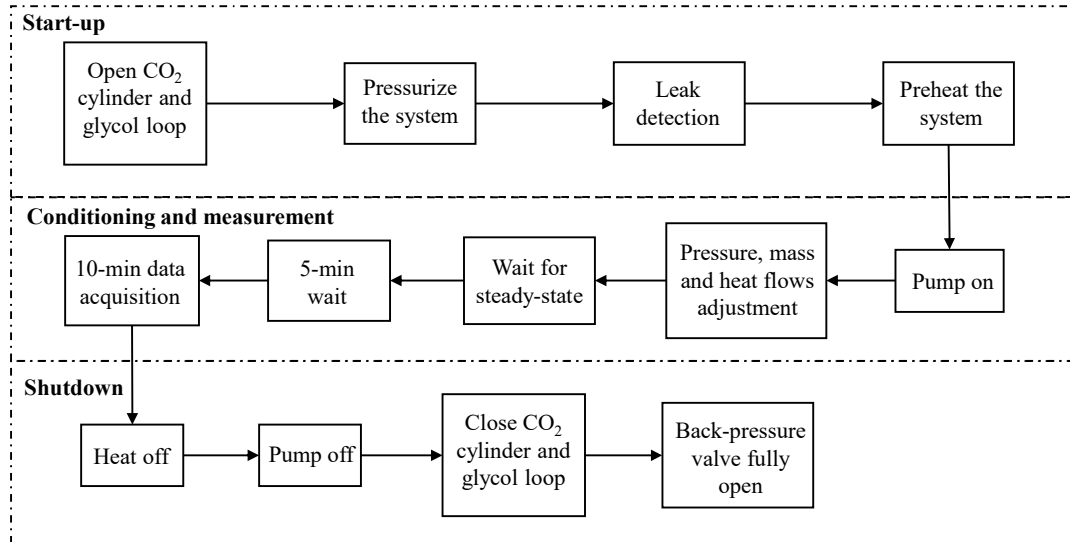 Start-up
Open CO₂
cylinder and
glycol loop
Pressurize
the system
Leak
detection
Preheat the
system
Conditioning and measurement
10-min data
acquisition
5-min
wait
Wait for
steady-state
Pressure, mass
and heat flows
adjustment
Pump on
Shutdown
Heat off
Pump off
Close CO₂
cylinder and
glycol loop
Back-pressure
valve fully
open